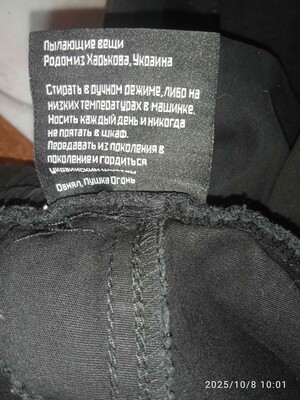 Пылающие вещи
Родом из Харькова, Украина
Стирать в ручном режиме, либо на
низких температурах в машинке.
Носить каждый день и никогда
не прятать в шкаф.
Передавать из поколения в
поколение и гордиться
Обнял, Пушка Огонь
2025/10/8 10:01